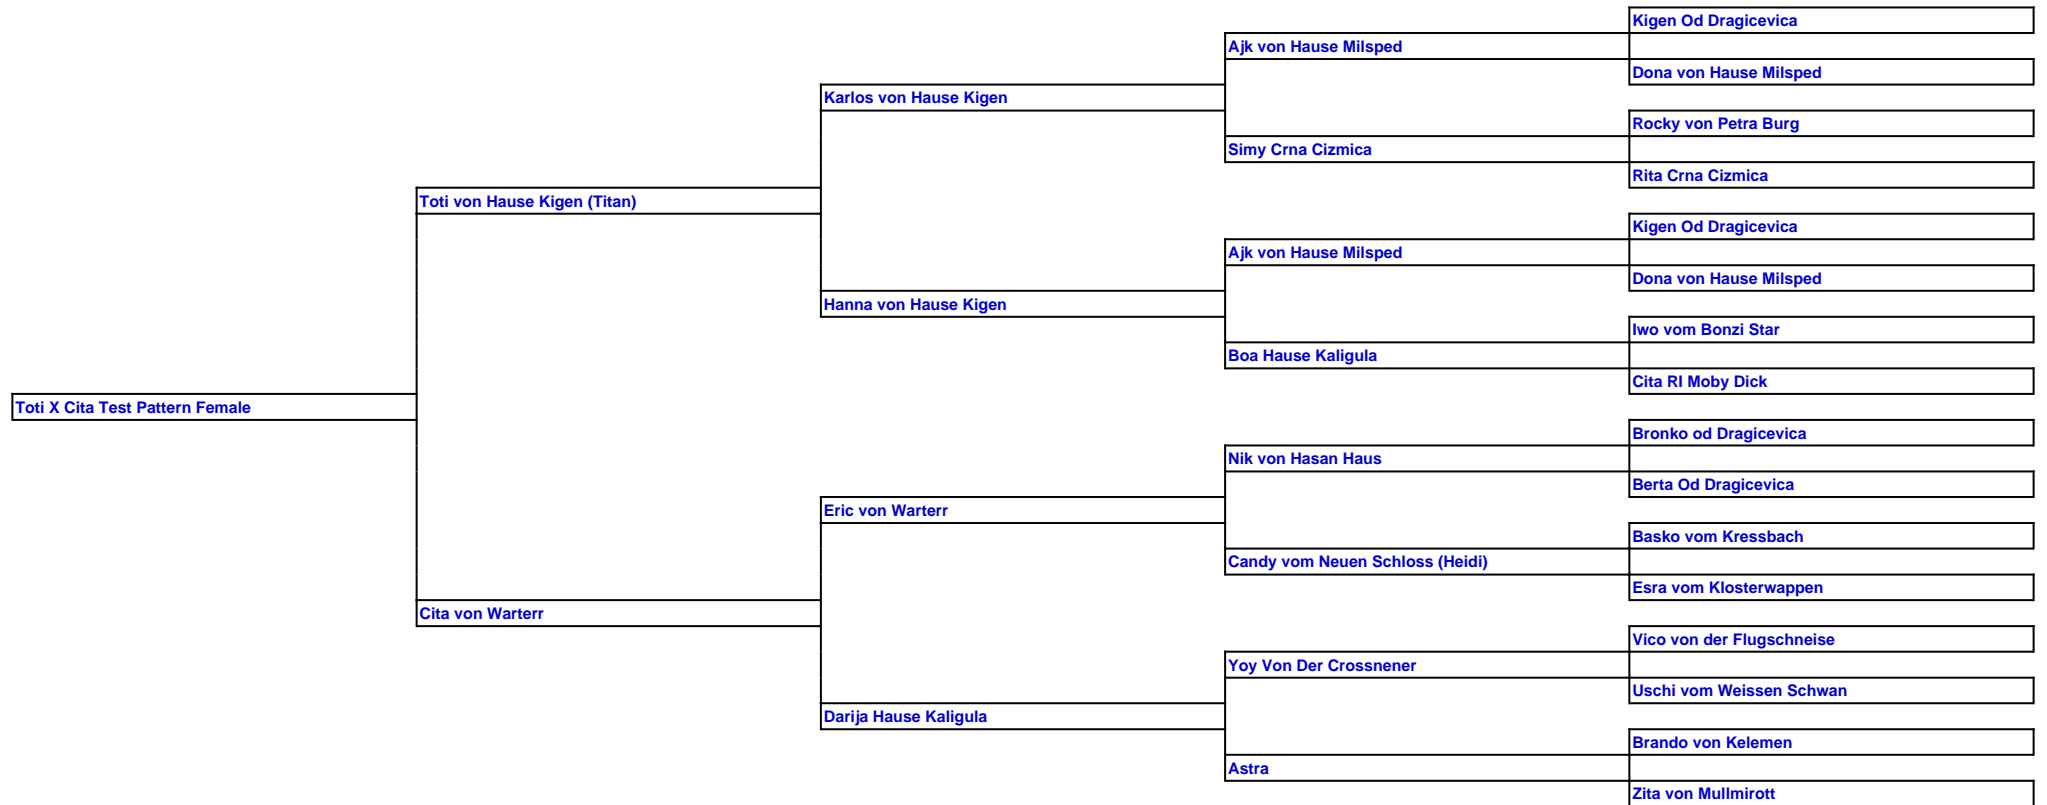 Kigen Od Dragicevica
Ajk von Hause Milsped
Dona von Hause Milsped
Karlos von Hause Kigen
Rocky von Petra Burg
Simy Crna Cizmica
Rita Crna Cizmica
Toti von Hause Kigen (Titan)
Kigen Od Dragicevica
Ajk von Hause Milsped
Dona von Hause Milsped
Hanna von Hause Kigen
Iwo vom Bonzi Star
Boa Hause Kaligula
Cita RI Moby Dick
Toti X Cita Test Pattern Female
Bronko od Dragicevica
Nik von Hasan Haus
Berta Od Dragicevica
Eric von Warterr
Basko vom Kressbach
Candy vom Neuen Schloss (Heidi)
Esra vom Klosterwappen
Cita von Warterr
Vico von der Flugschneise
Yoy Von Der Crossnener
Uschi vom Weissen Schwan
Darija Hause Kaligula
Brando von Kelemen
Astra
Zita von Mullmirott